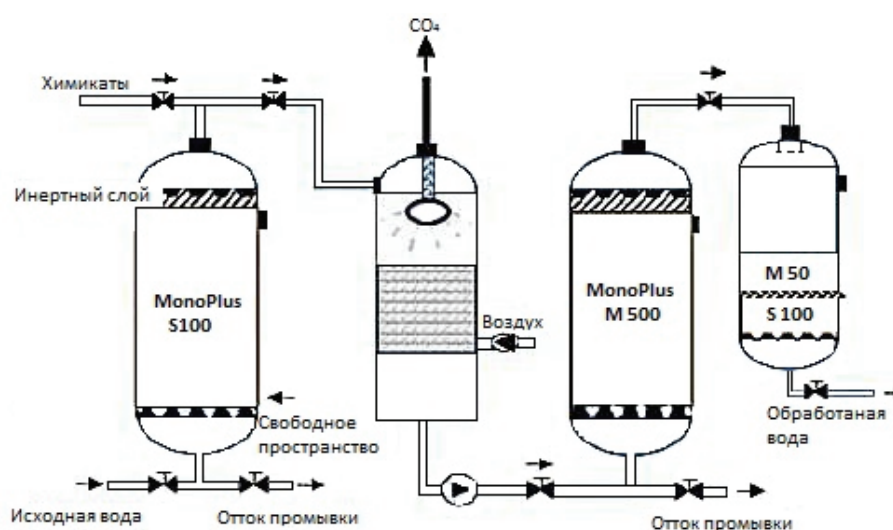 CO₄
Химикаты
Инертный слой
MonoPlus
S100
MonoPlus
M 500
M 50
S 100
Воздух
Свободное
пространство
Обработаная
вода
Исходная вода
Отток промывки
Отток промывки